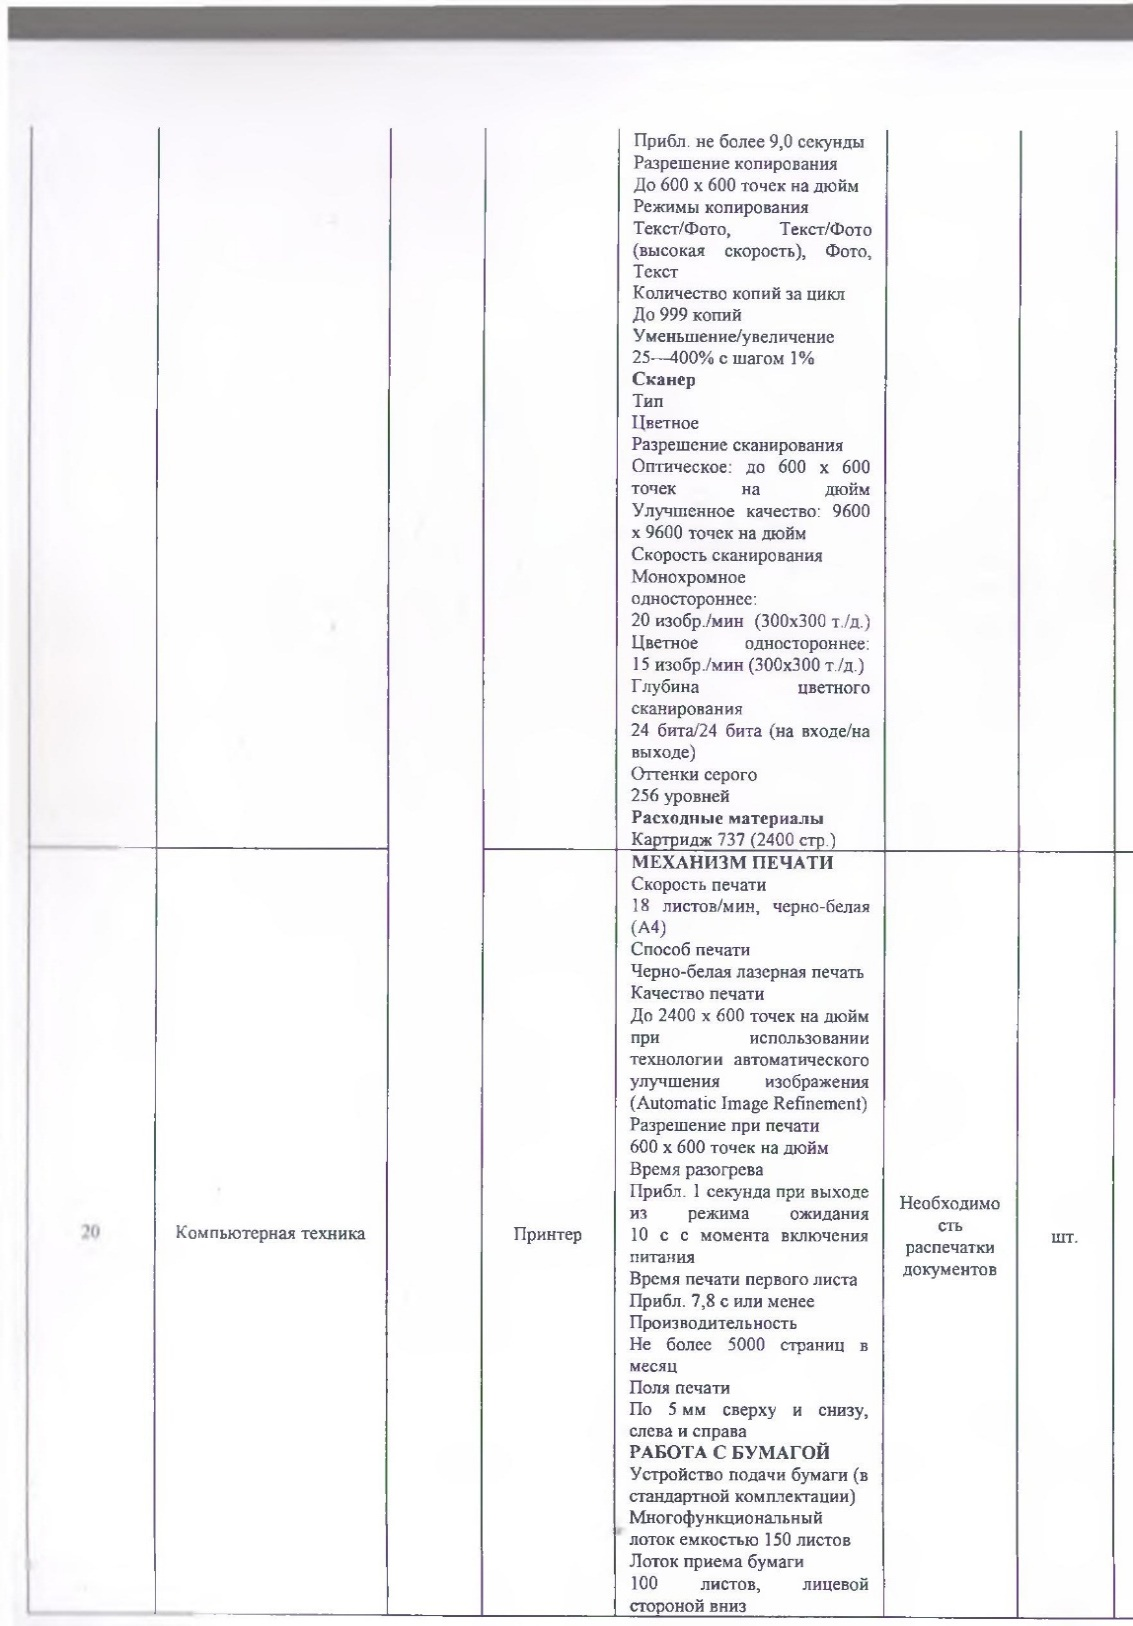 Прибл. не более 9,0 секунды
Разрешение копирования
До 600 x 600 точек на дюйм
Режимы копирования
Текст/Фото, Текст/Фото
(высокая скорость), Фото,
Текст
Количество копий за цикл
До 999 копий
Уменьшение/увеличение
25---400% с шагом 1%
Сканер
Тип
Цветное
Разрешение сканирования
Оптическое: до 600 x 600
точек на дюйм
Улучшенное качество: 9600
x 9600 точек на дюйм
Скорость сканирования
Монохромное
одностороннее:
20 изобр./мин (300x300 т./д.)
Цветное одностороннее:
15 изобр./мин (300x300 т./д.)
Глубина цветного
сканирования
24 бита/24 бита (на входе/на
выходе)
Оттенки серого
256 уровней
Расходные материалы
Картридж 737 (2400 стр.)
20
Компьютерная техника
Принтер
МЕХАНИЗМ ПЕЧАТИ
Скорость печати
18 листов/мин, черно-белая
(А4)
Способ печати
Черно-белая лазерная печать
Качество печати
До 2400 x 600 точек на дюйм
при использовании
технологии автоматического
улучшения изображения
(Automatic Image Refinement)
Разрешение при печати
600 x 600 точек на дюйм
Время разогрева
Прибл. 1 секунда при выходе
из режима ожидания
10 с с момента включения
питания
Время печати первого листа
Прибл. 7,8 с или менее
Производительность
Не более 5000 страниц в
месяц
Поля печати
По 5 мм сверху и снизу,
слева и справа
РАБОТА С БУМАГОЙ
Устройство подачи бумаги (в
стандартной комплектации)
Многофункциональный
лоток емкостью 150 листов
Лоток приема бумаги
100 листов, лицевой
стороной вниз
Необходимо
сть
распечатки
документов
шт.